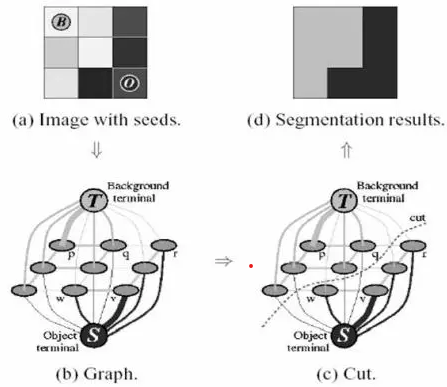 B
O
(a) Image with seeds.
(d) Segmentation results.
Background
terminal
T
p
q
r
w
v
S
Object
terminal
(b) Graph.
Background
terminal
T
cut
p
q
r
w
v
S
Object
terminal
(c) Cut.